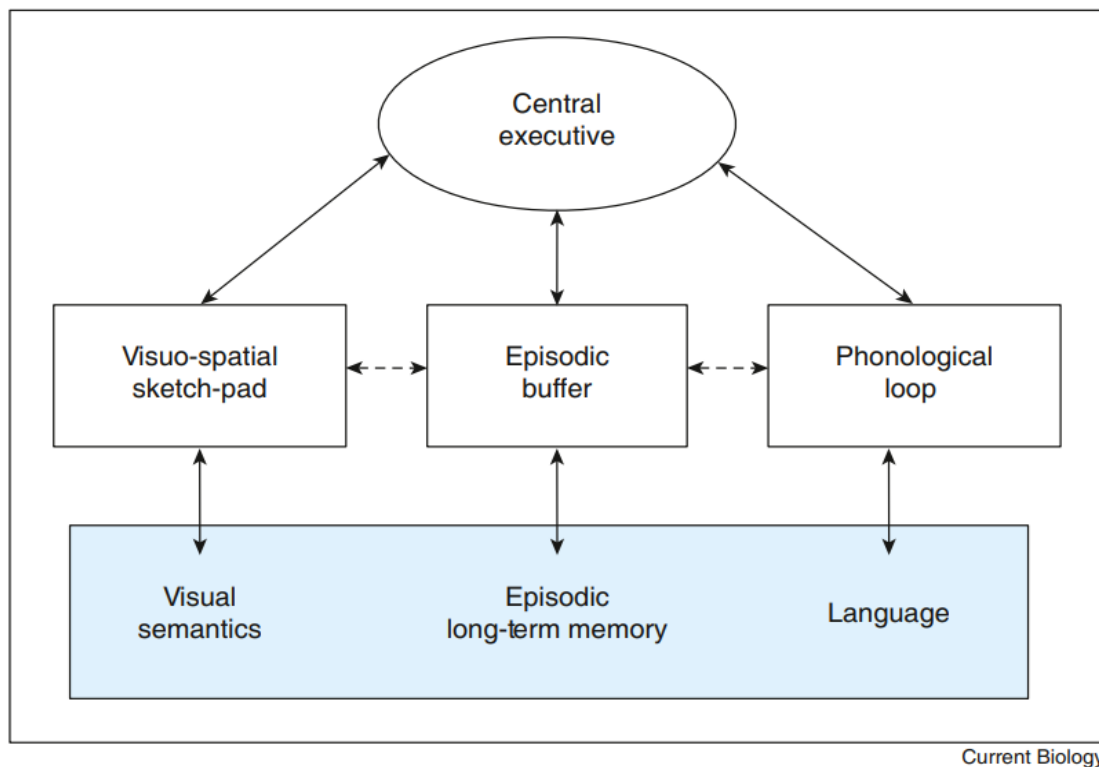 Central
executive
Visuo-spatial
sketch-pad
Episodic
buffer
Phonological
loop
Visual
semantics
Episodic
long-term memory
Language
Current Biology